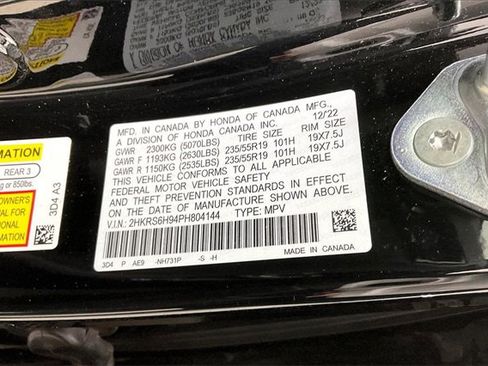 MFD. IN CANADA BY HONDA OF CANADA MFG.,
A DIVISION OF HONDA CANADA INC. 12/22
TIRE SIZE RIM SIZE
GVWR 2300KG (5070LBS)
GAWR F 1193KG (2630LBS) 235/55R19 101H 19X7.5J
GAWR R 1150KG (2535LBS) 235/55R19 101H 19X7.5J
THIS VEHICLE CONFORMS TO ALL APPLICABLE
FEDERAL MOTOR VEHICLE SAFETY
AND THEFT PREVENTION STANDARDS IN EFFECT
ON THE DATE OF MANUFACTURE SHOWN ABOVE.
V.I.N.: 2HKRS6H94PH804144 TYPE: MPV
3D4 P AE9 -NH731P -S -H
MADE IN CANADA
3D4 A3
MATION
REAR 3
or 850lbs.
OWNER'S